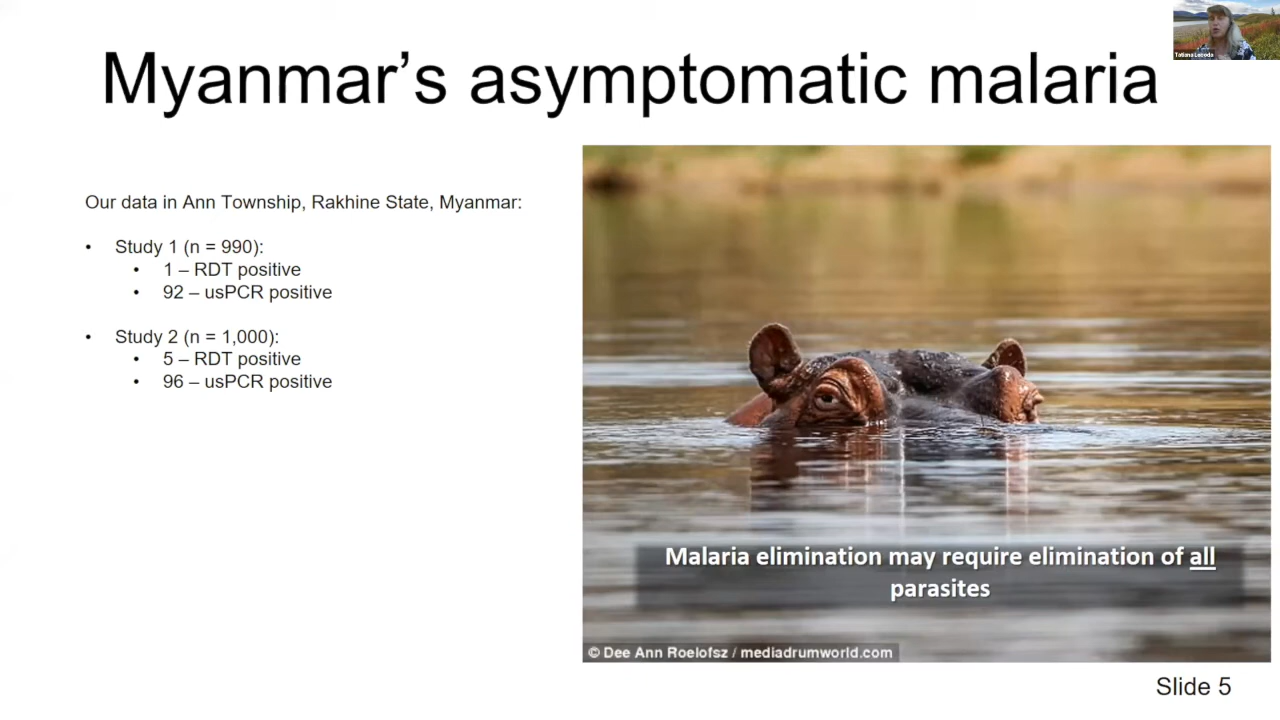 Myanmar’s asymptomatic malaria
Tatiana Lecoda
Our data in Ann Township, Rakhine State, Myanmar:
• Study 1 (n = 990):
• 1 – RDT positive
• 92 – usPCR positive
• Study 2 (n = 1,000):
• 5 – RDT positive
• 96 – usPCR positive
Malaria elimination may require elimination of all
parasites
© Dee Ann Roelofsz / mediadrumworld.com
Slide 5